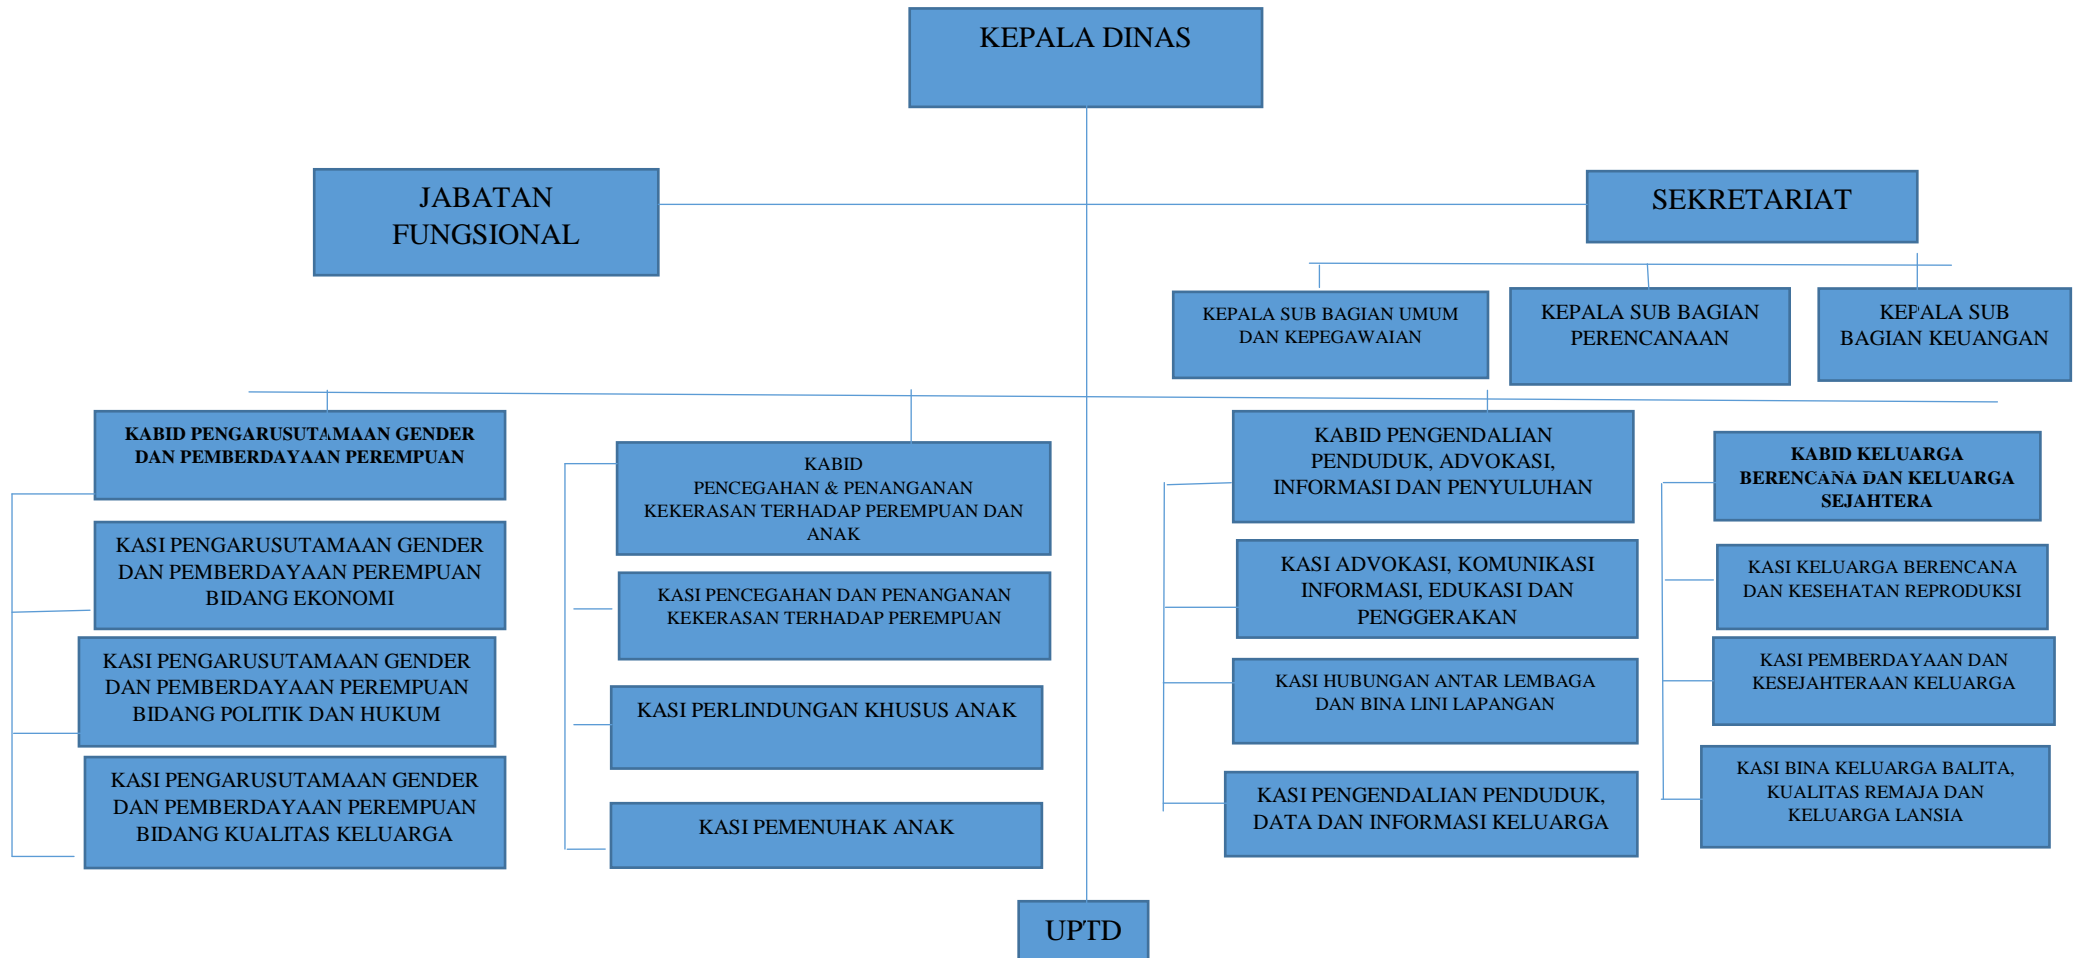 KEPALA DINAS
JABATAN
FUNGSIONAL
SEKRETARIAT
KEPALA SUB BAGIAN UMUM
DAN KEPEGAWAIAN
KEPALA SUB BAGIAN
PERENCANAAN
KEPALA SUB
BAGIAN KEUANGAN
KABID PENGARUSUTAMAAN GENDER
DAN PEMBERDAYAAN PEREMPUAN
KASI PENGARUSUTAMAAN GENDER
DAN PEMBERDAYAAN PEREMPUAN
BIDANG EKONOMI
KASI PENGARUSUTAMAAN GENDER
DAN PEMBERDAYAAN PEREMPUAN
BIDANG POLITIK DAN HUKUM
KASI PENGARUSUTAMAAN GENDER
DAN PEMBERDAYAAN PEREMPUAN
BIDANG KUALITAS KELUARGA
KABID
PENCEGAHAN & PENANGANAN
KEKERASAN TERHADAP PEREMPUAN DAN
ANAK
KASI PENCEGAHAN DAN PENANGANAN
KEKERASAN TERHADAP PEREMPUAN
KASI PERLINDUNGAN KHUSUS ANAK
KASI PEMENUHAK ANAK
KABID PENGENDALIAN
PENDUDUK, ADVOKASI,
INFORMASI DAN PENYULUHAN
KASI ADVOKASI, KOMUNIKASI
INFORMASI, EDUKASI DAN
PENGGERAKAN
KASI HUBUNGAN ANTAR LEMBAGA
DAN BINA LINI LAPANGAN
KASI PENGENDALIAN PENDUDUK,
DATA DAN INFORMASI KELUARGA
KABID KELUARGA
BERENCANA DAN KELUARGA
SEJAHTERA
KASI KELUARGA BERENCANA
DAN KESEHATAN REPRODUKSI
KASI PEMBERDAYAAN DAN
KESEJAHTERAAN KELUARGA
KASI BINA KELUARGA BALITA,
KUALITAS REMAJA DAN
KELUARGA LANSIA
UPTD